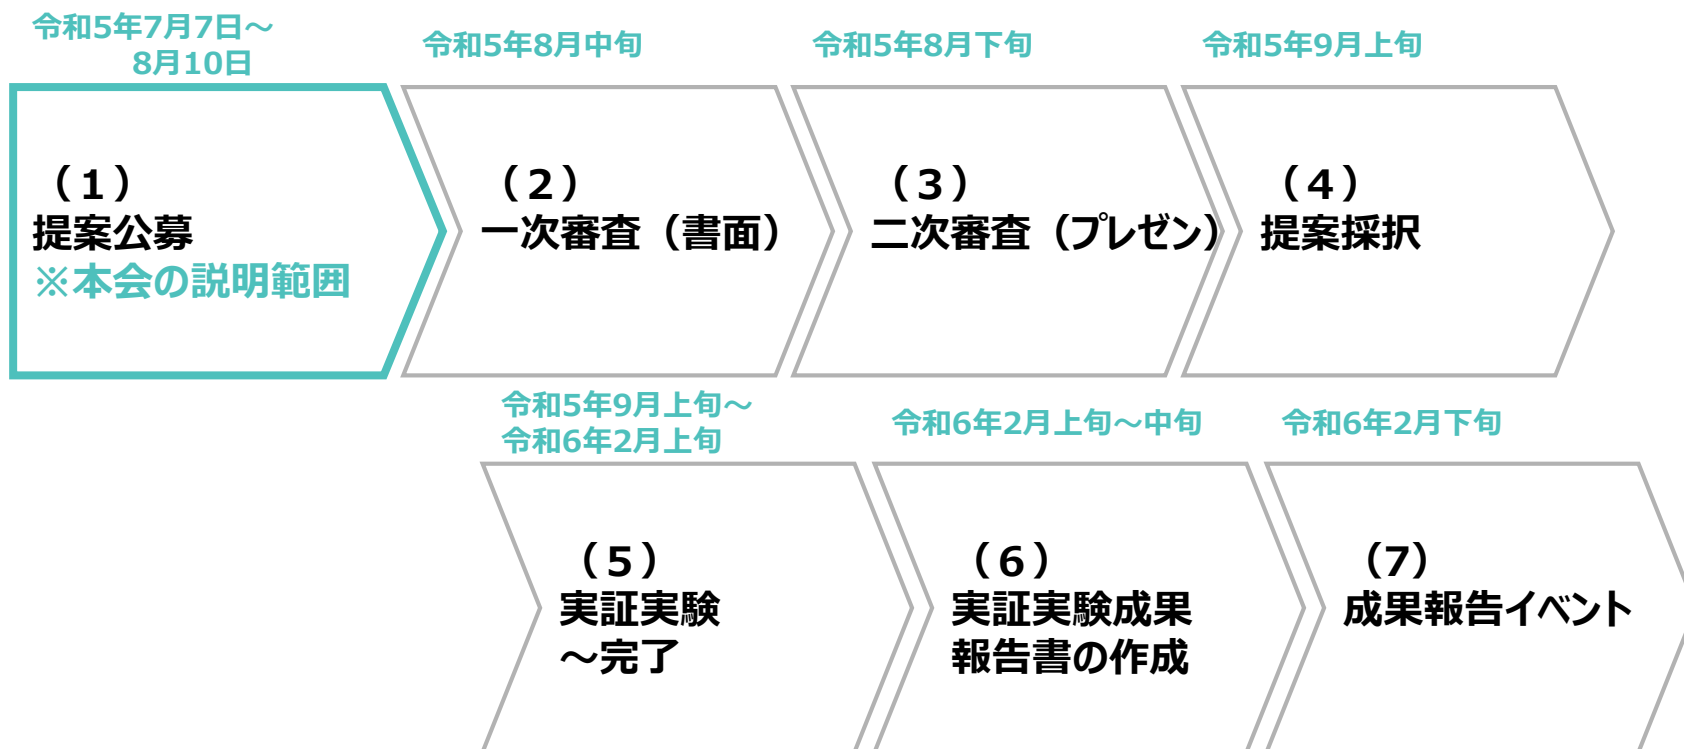 令和5年7月7日～
8月10日
令和5年8月中旬
令和5年8月下旬
令和5年9月上旬
（１）
提案公募
※本会の説明範囲
（２）
一次審査（書面）
（３）
二次審査（プレゼン）
（４）
提案採択
令和5年9月上旬～
令和6年2月上旬
令和6年2月上旬～中旬
令和6年2月下旬
（５）
実証実験
～完了
（６）
実証実験成果
報告書の作成
（7）
成果報告イベント